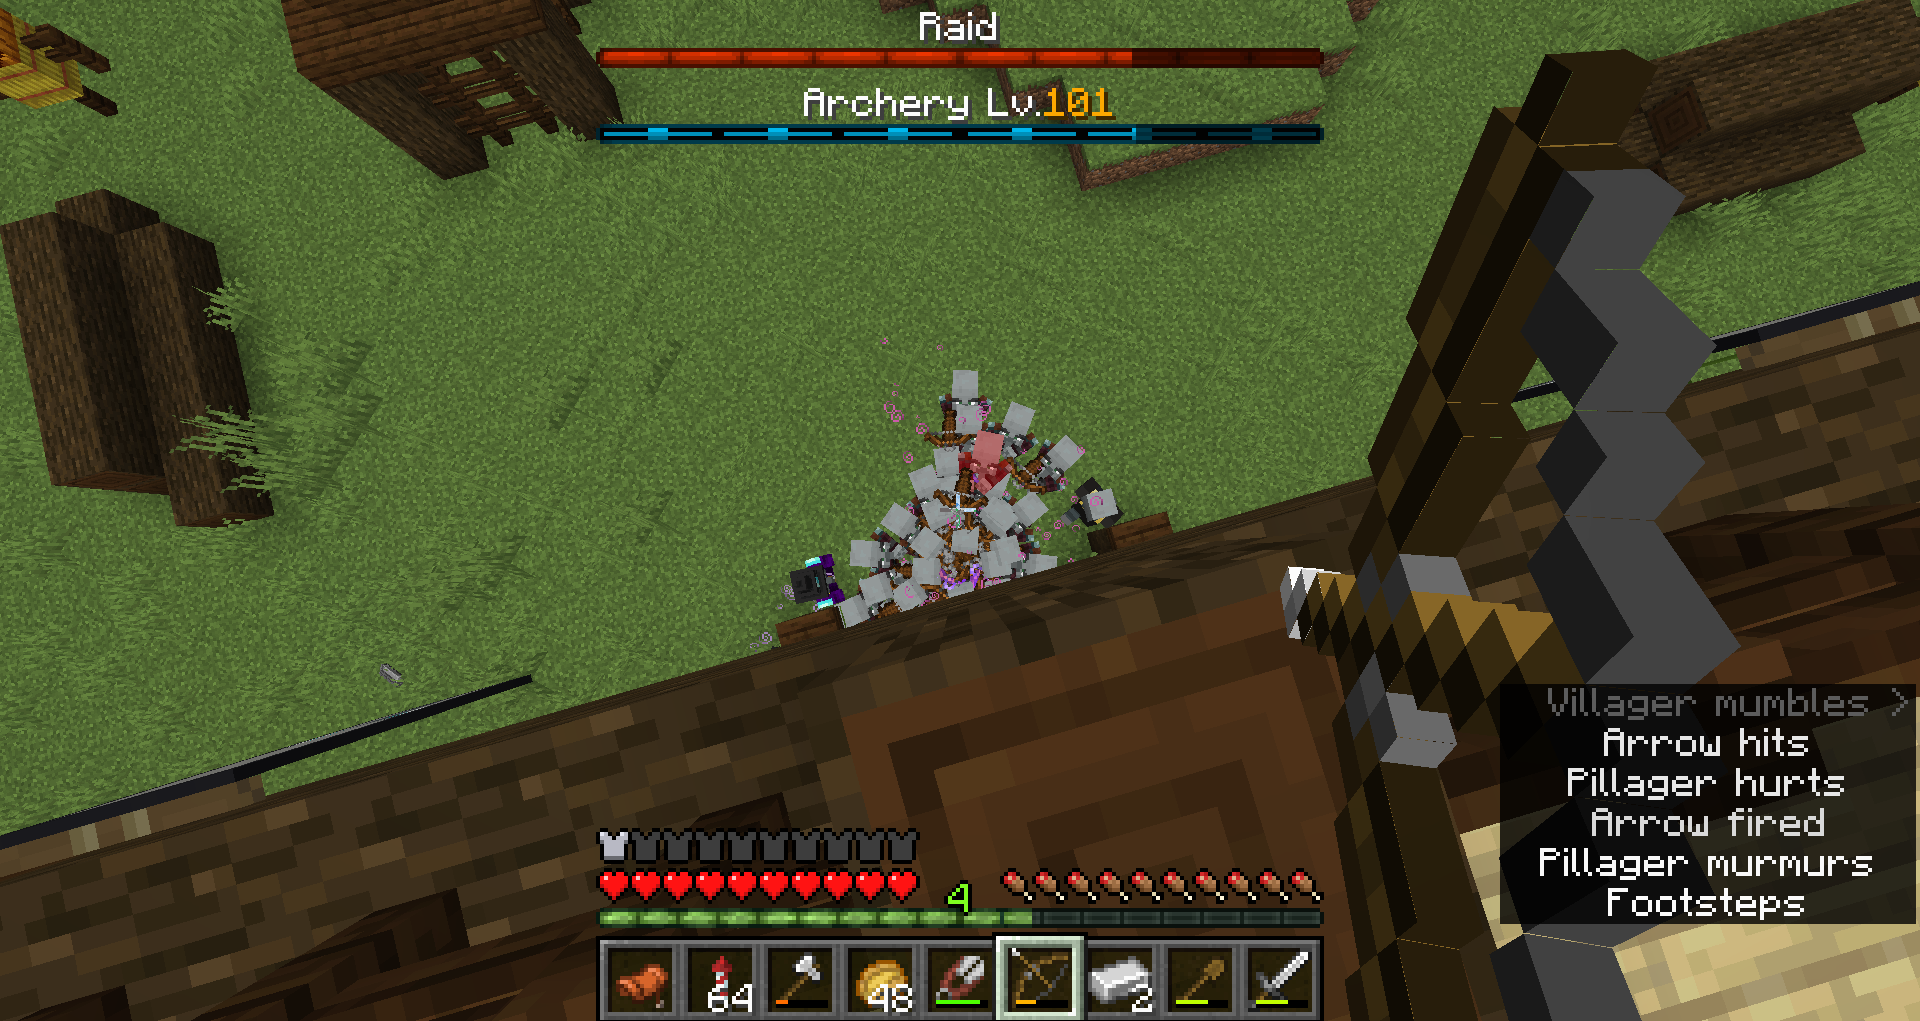 Raid
Archery Lv.101
Villager mumbles >
Arrow hits
Pillager hurts
Arrow fired
Pillager murmurs
Footsteps
4
64
48
2